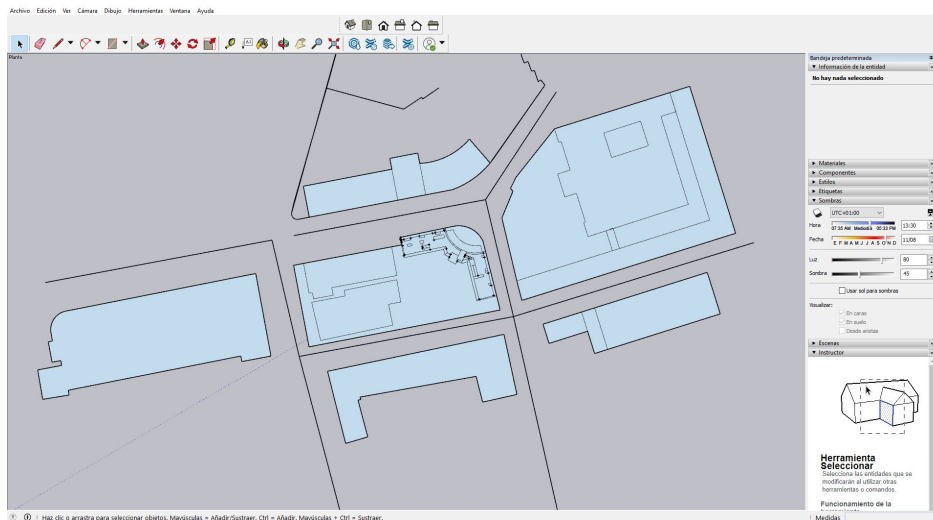 Archivo Edición Ver Cámara Dibujo Herramientas Ventana Ayuda
Planta
Bandeja predeterminada
Información de la entidad
No hay nada seleccionado
Materiales
Componentes
Estilos
Etiquetas
Sombras
UTC+01:00
Hora 07:35 AM Mediodía 05:33 PM 13:30
Fecha E F M A M J J A S O N D 11/08
Luz 80
Sombra 45
Usar sol para sombras
Visualizar:
En caras
En suelo
Desde aristas
Escenas
Instructor
Herramienta
Seleccionar
Selecciona las entidades que se
modificarán al utilizar otras
herramientas o comandos.
Funcionamiento de la
Haz clic o arrastra para seleccionar objetos. Mayúsculas = Añadir/Sustraer. Ctrl = Añadir. Mayúsculas + Ctrl = Sustraer.
Medidas